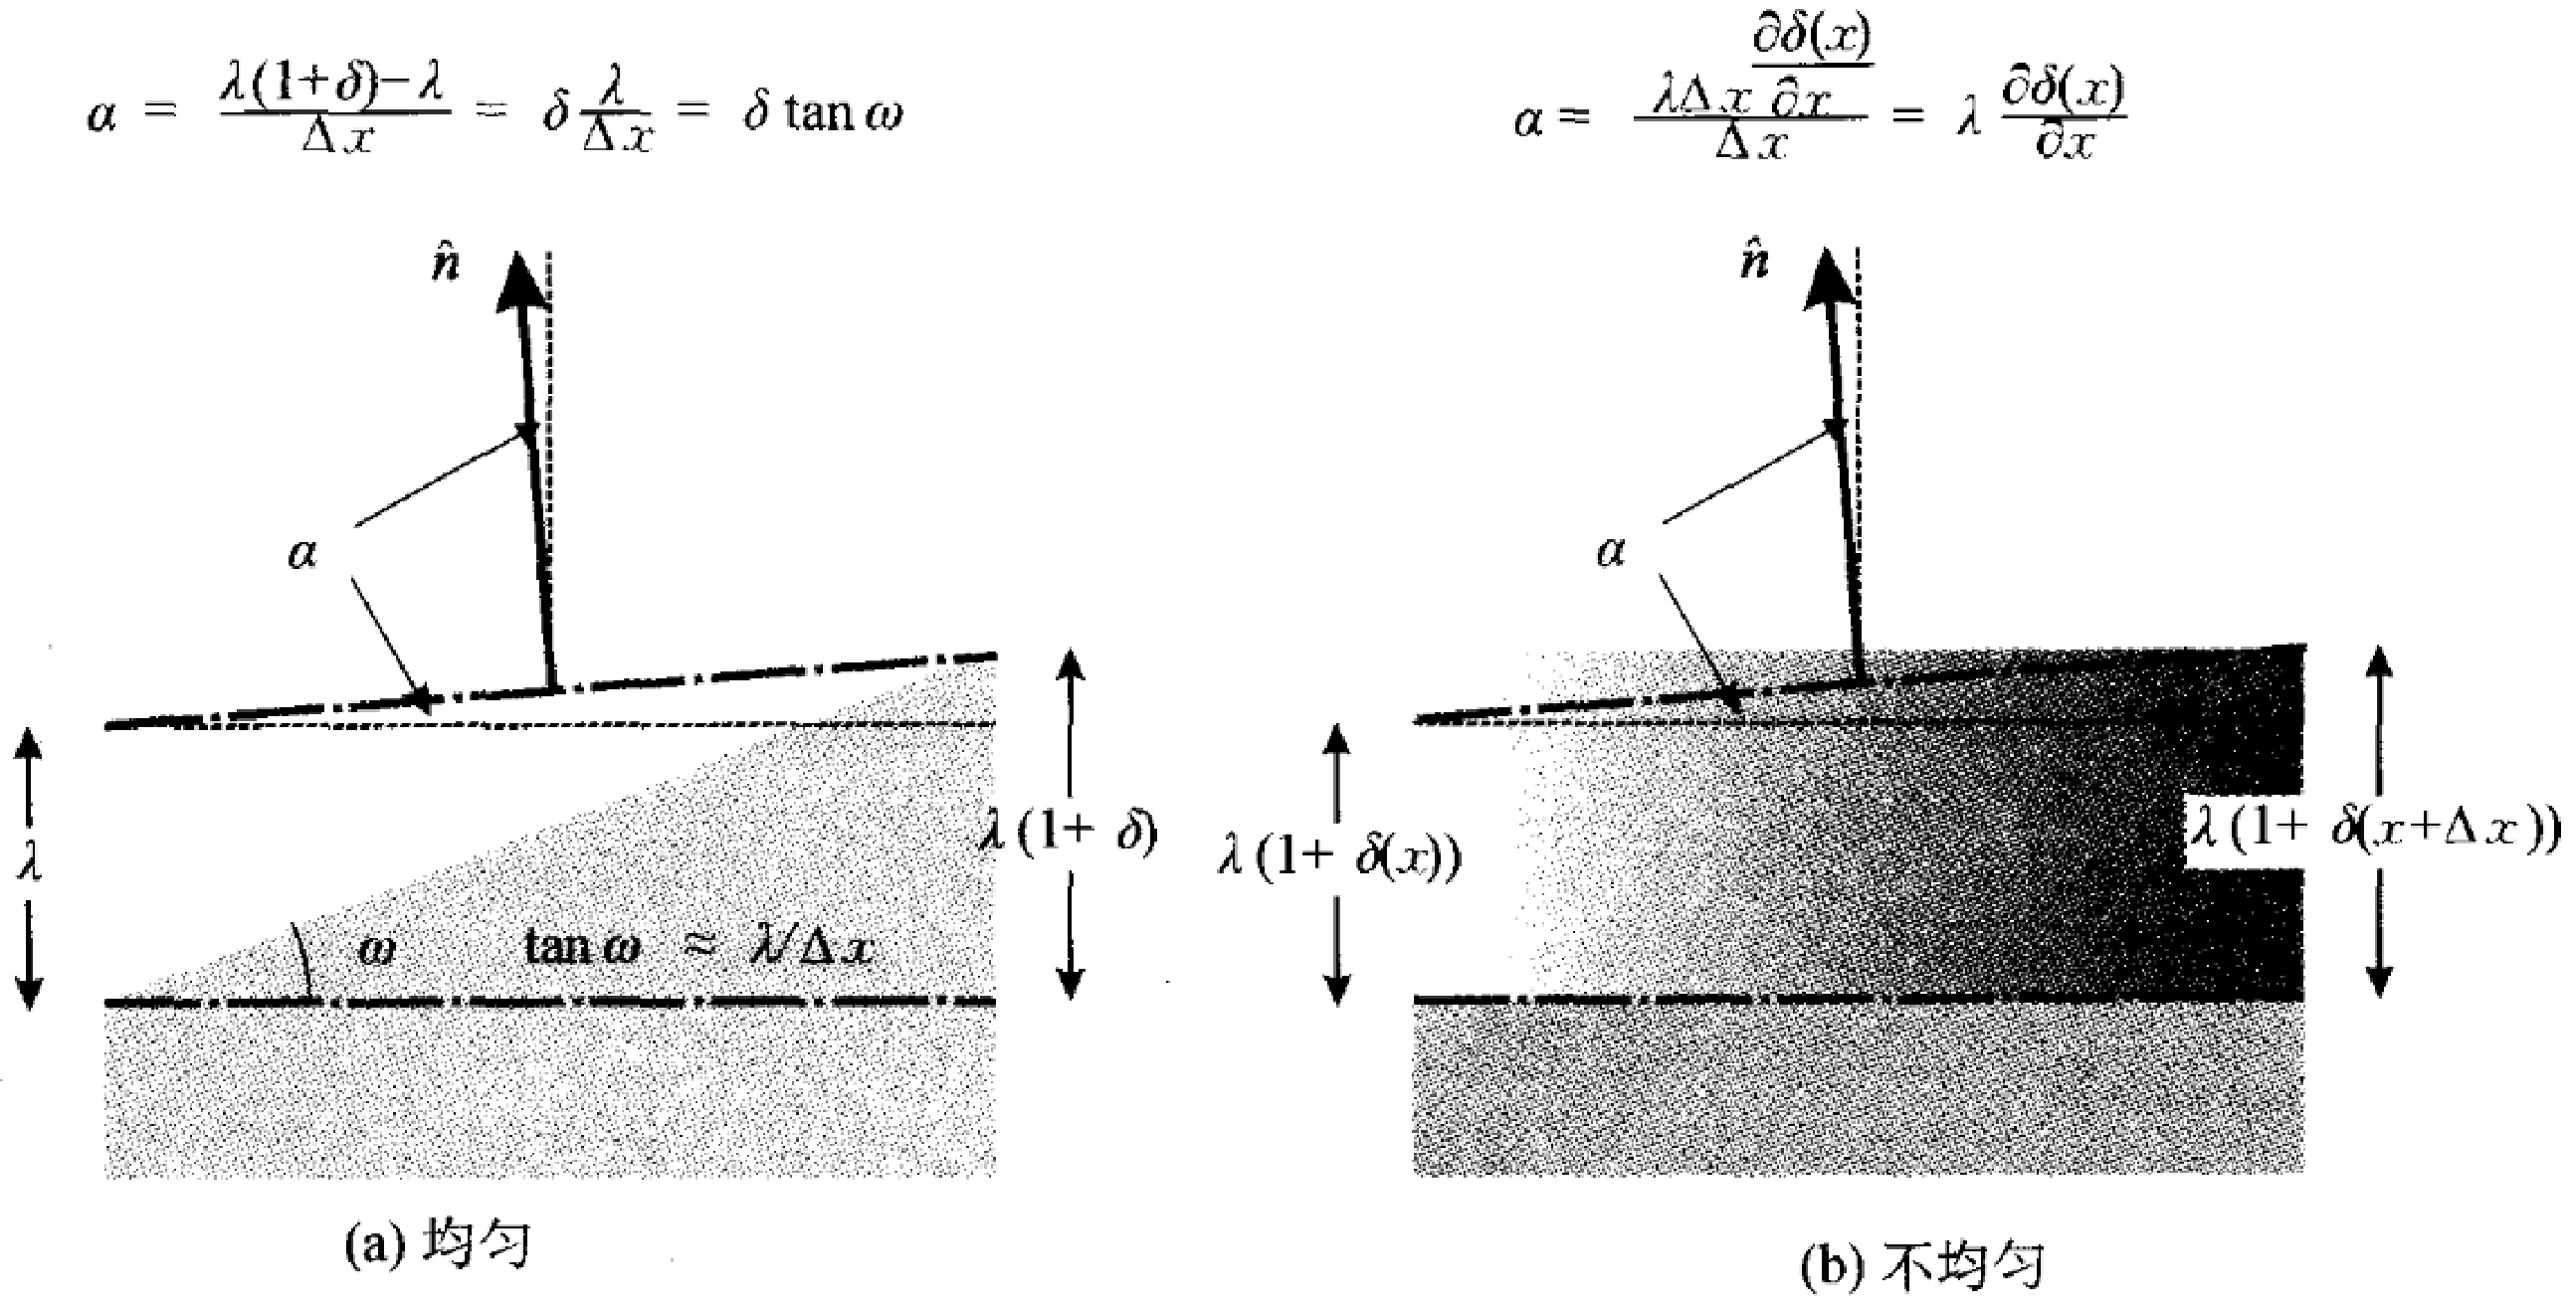 α = λ(1+δ)−λ / Δx = δ λ/Δx = δ tan ω
α = λΔx ∂δ(x)/∂x / Δx = λ ∂δ(x)/∂x
n̂
n̂
α
α
λ
λ(1+ δ)
λ(1+ δ(x))
λ(1+ δ(x+Δx))
ω tan ω ≈ λ/Δx
(a) 均匀
(b) 不均匀